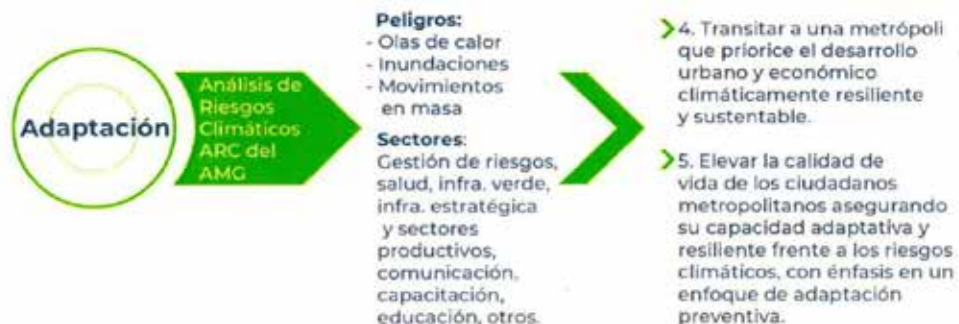 Adaptación
Análisis de
Riesgos
Climáticos
ARC del
AMG
Peligros:
- Olas de calor
- Inundaciones
- Movimientos
en masa
Sectores:
Gestión de riesgos,
salud, infra. verde,
infra. estratégica
y sectores
productivos,
comunicación,
capacitación,
educación, otros.
4. Transitar a una metrópoli
que priorice el desarrollo
urbano y económico
climáticamente resiliente
y sustentable.
5. Elevar la calidad de
vida de los ciudadanos
metropolitanos asegurando
su capacidad adaptativa y
resiliente frente a los riesgos
climáticos, con énfasis en un
enfoque de adaptación
preventiva.